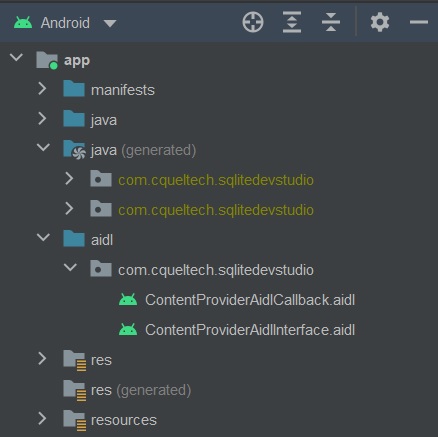 Android
app
manifests
java
java (generated)
com.cqueltech.sqlitedevstudio
com.cqueltech.sqlitedevstudio
aidl
com.cqueltech.sqlitedevstudio
ContentProviderAidlCallback.aidl
ContentProviderAidlInterface.aidl
res
res (generated)
resources